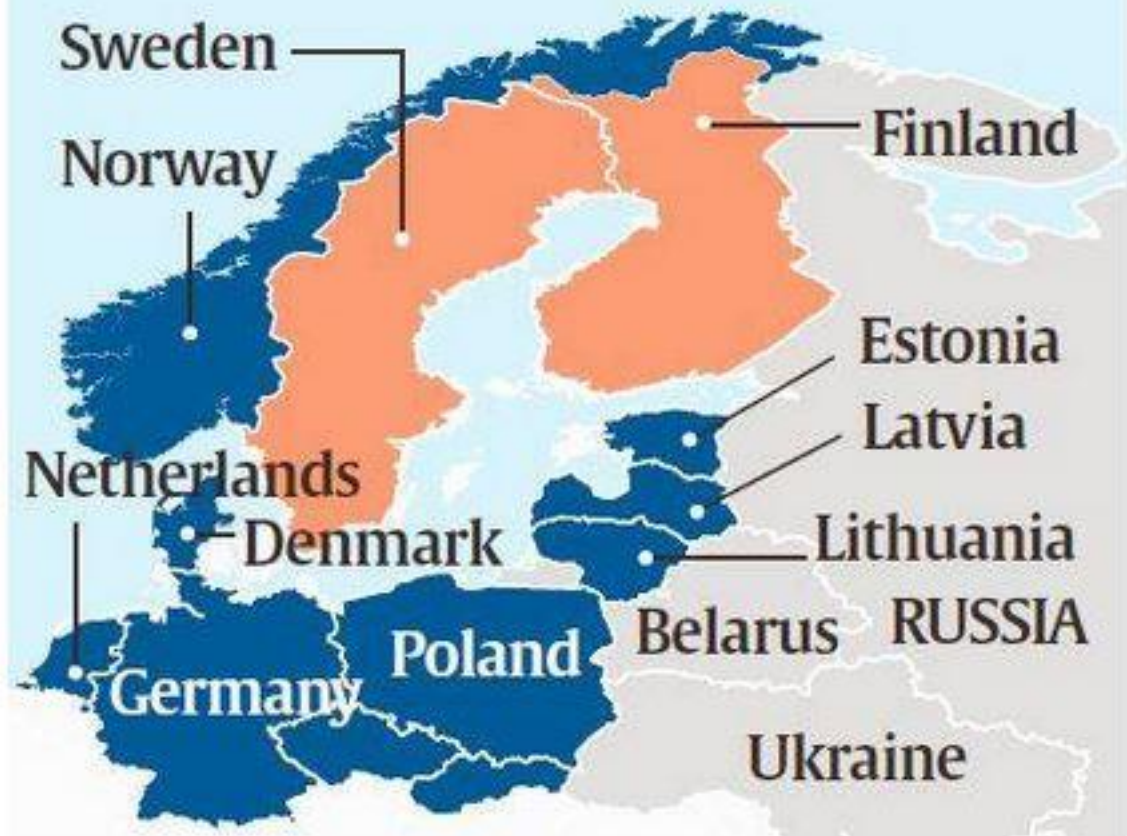 Sweden
Norway
Finland
Estonia
Latvia
Netherlands
Denmark
Lithuania
Belarus
RUSSIA
Poland
Germany
Ukraine